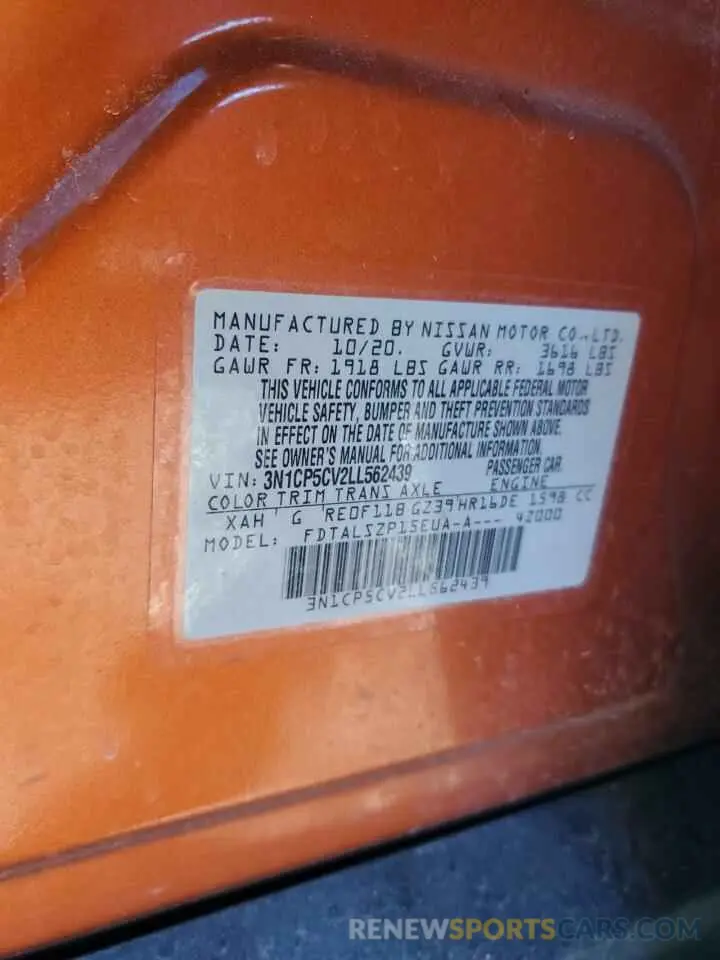 MANUFACTURED BY NISSAN MOTOR CO., LTD.
DATE: 10/20. GVWR: 3616 LBS
GAWR FR: 1918 LBS GAWR RR: 1698 LBS
THIS VEHICLE CONFORMS TO ALL APPLICABLE FEDERAL MOTOR
VEHICLE SAFETY, BUMPER AND THEFT PREVENTION STANDARDS
IN EFFECT ON THE DATE OF MANUFACTURE SHOWN ABOVE.
SEE OWNER'S MANUAL FOR ADDITIONAL INFORMATION.
VIN: 3N1CP5CV2LL562439 PASSENGER CAR
COLOR TRIM TRANS AXLE ENGINE
XAH G RE0F11B GZ39 HR16DE 1598 CC
MODEL: FDTALSZP15EUA-A--- 42000
3N1CP5CV2LL562439
RENEWSPORTSCARS.COM